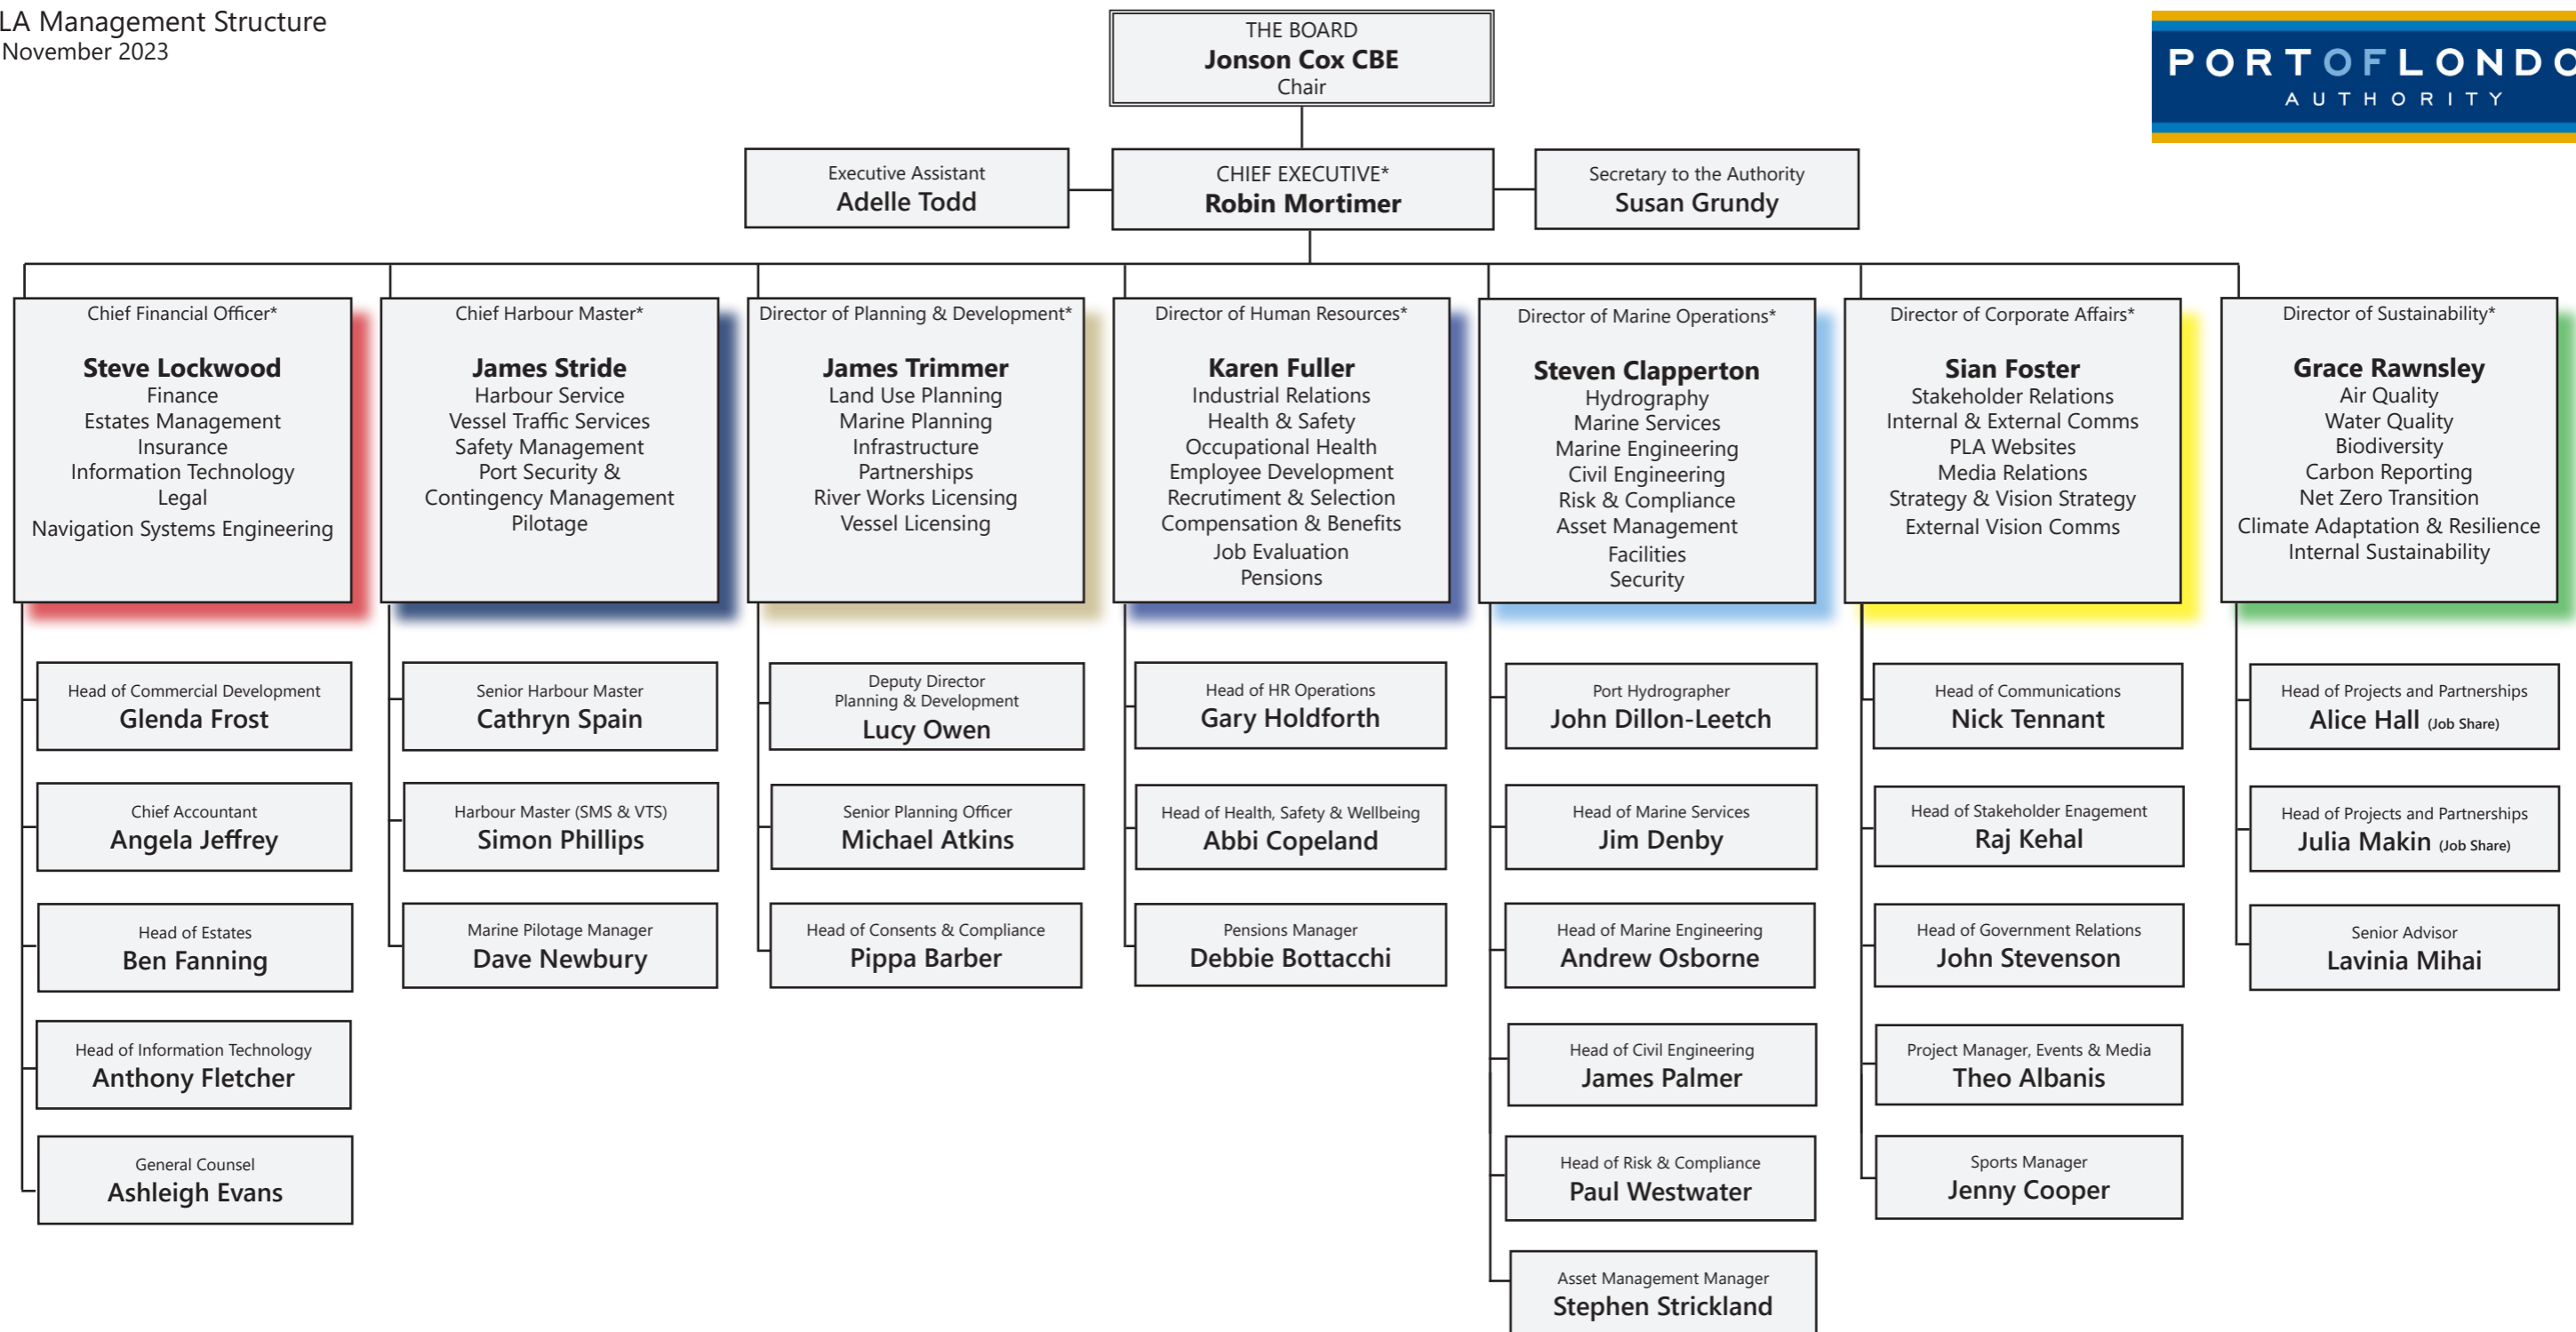 LA Management Structure
November 2023
THE BOARD
Jonson Cox CBE
Chair
PORTOFLONDO
AUTHORITY
Executive Assistant
Adelle Todd
CHIEF EXECUTIVE*
Robin Mortimer
Secretary to the Authority
Susan Grundy
Chief Financial Officer*
Steve Lockwood
Finance
Estates Management
Insurance
Information Technology
Legal
Navigation Systems Engineering
Chief Harbour Master*
James Stride
Harbour Service
Vessel Traffic Services
Safety Management
Port Security &
Contingency Management
Pilotage
Director of Planning & Development*
James Trimmer
Land Use Planning
Marine Planning
Infrastructure
Partnerships
River Works Licensing
Vessel Licensing
Director of Human Resources*
Karen Fuller
Industrial Relations
Health & Safety
Occupational Health
Employee Development
Recrutiment & Selection
Compensation & Benefits
Job Evaluation
Pensions
Director of Marine Operations*
Steven Clapperton
Hydrography
Marine Services
Marine Engineering
Civil Engineering
Risk & Compliance
Asset Management
Facilities
Security
Director of Corporate Affairs*
Sian Foster
Stakeholder Relations
Internal & External Comms
PLA Websites
Media Relations
Strategy & Vision Strategy
External Vision Comms
Director of Sustainability*
Grace Rawnsley
Air Quality
Water Quality
Biodiversity
Carbon Reporting
Net Zero Transition
Climate Adaptation & Resilience
Internal Sustainability
Head of Commercial Development
Glenda Frost
Chief Accountant
Angela Jeffrey
Head of Estates
Ben Fanning
Head of Information Technology
Anthony Fletcher
General Counsel
Ashleigh Evans
Senior Harbour Master
Cathryn Spain
Harbour Master (SMS & VTS)
Simon Phillips
Marine Pilotage Manager
Dave Newbury
Deputy Director
Planning & Development
Lucy Owen
Senior Planning Officer
Michael Atkins
Head of Consents & Compliance
Pippa Barber
Head of HR Operations
Gary Holdforth
Head of Health, Safety & Wellbeing
Abbi Copeland
Pensions Manager
Debbie Bottacchi
Port Hydrographer
John Dillon-Leetch
Head of Marine Services
Jim Denby
Head of Marine Engineering
Andrew Osborne
Head of Civil Engineering
James Palmer
Head of Risk & Compliance
Paul Westwater
Asset Management Manager
Stephen Strickland
Head of Communications
Nick Tennant
Head of Stakeholder Enagement
Raj Kehal
Head of Government Relations
John Stevenson
Project Manager, Events & Media
Theo Albanis
Sports Manager
Jenny Cooper
Head of Projects and Partnerships
Alice Hall (Job Share)
Head of Projects and Partnerships
Julia Makin (Job Share)
Senior Advisor
Lavinia Mihai